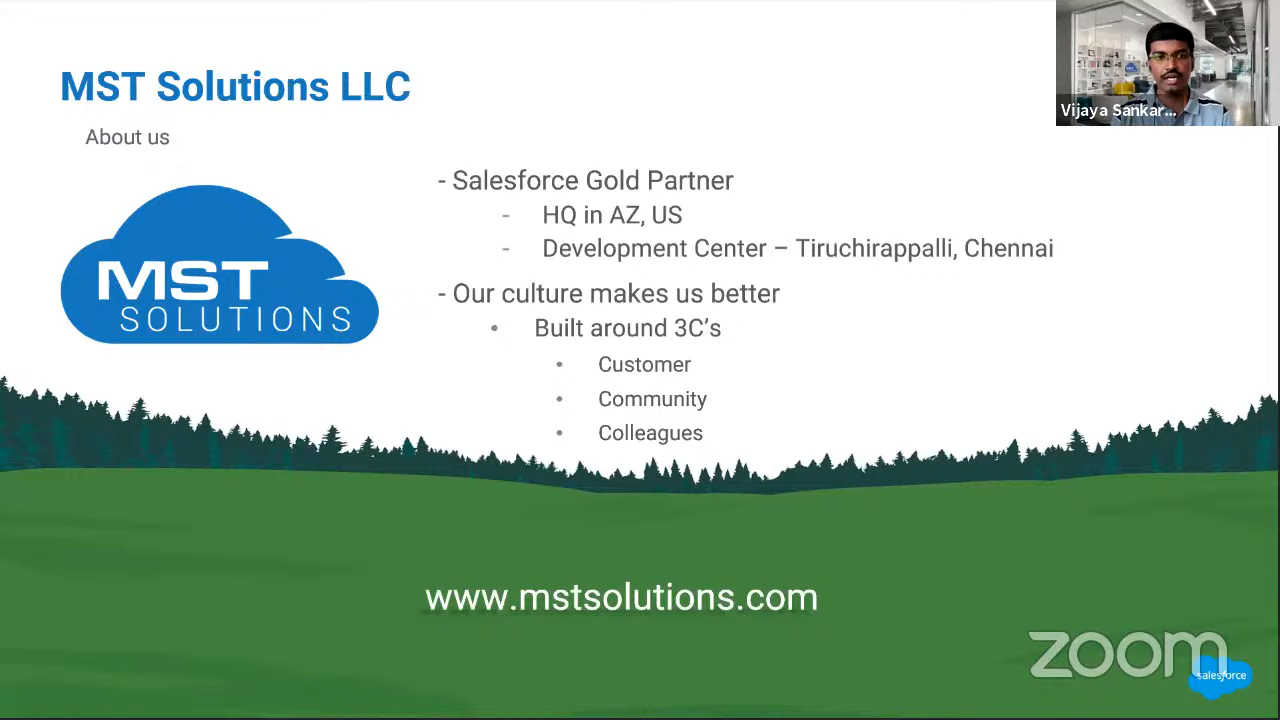 MST Solutions LLC
About us
MST
SOLUTIONS
- Salesforce Gold Partner
- HQ in AZ, US
- Development Center – Tiruchirappalli, Chennai
- Our culture makes us better
• Built around 3C’s
• Customer
• Community
• Colleagues
www.mstsolutions.com
Vijaya Sankar...
zoom
salesforce